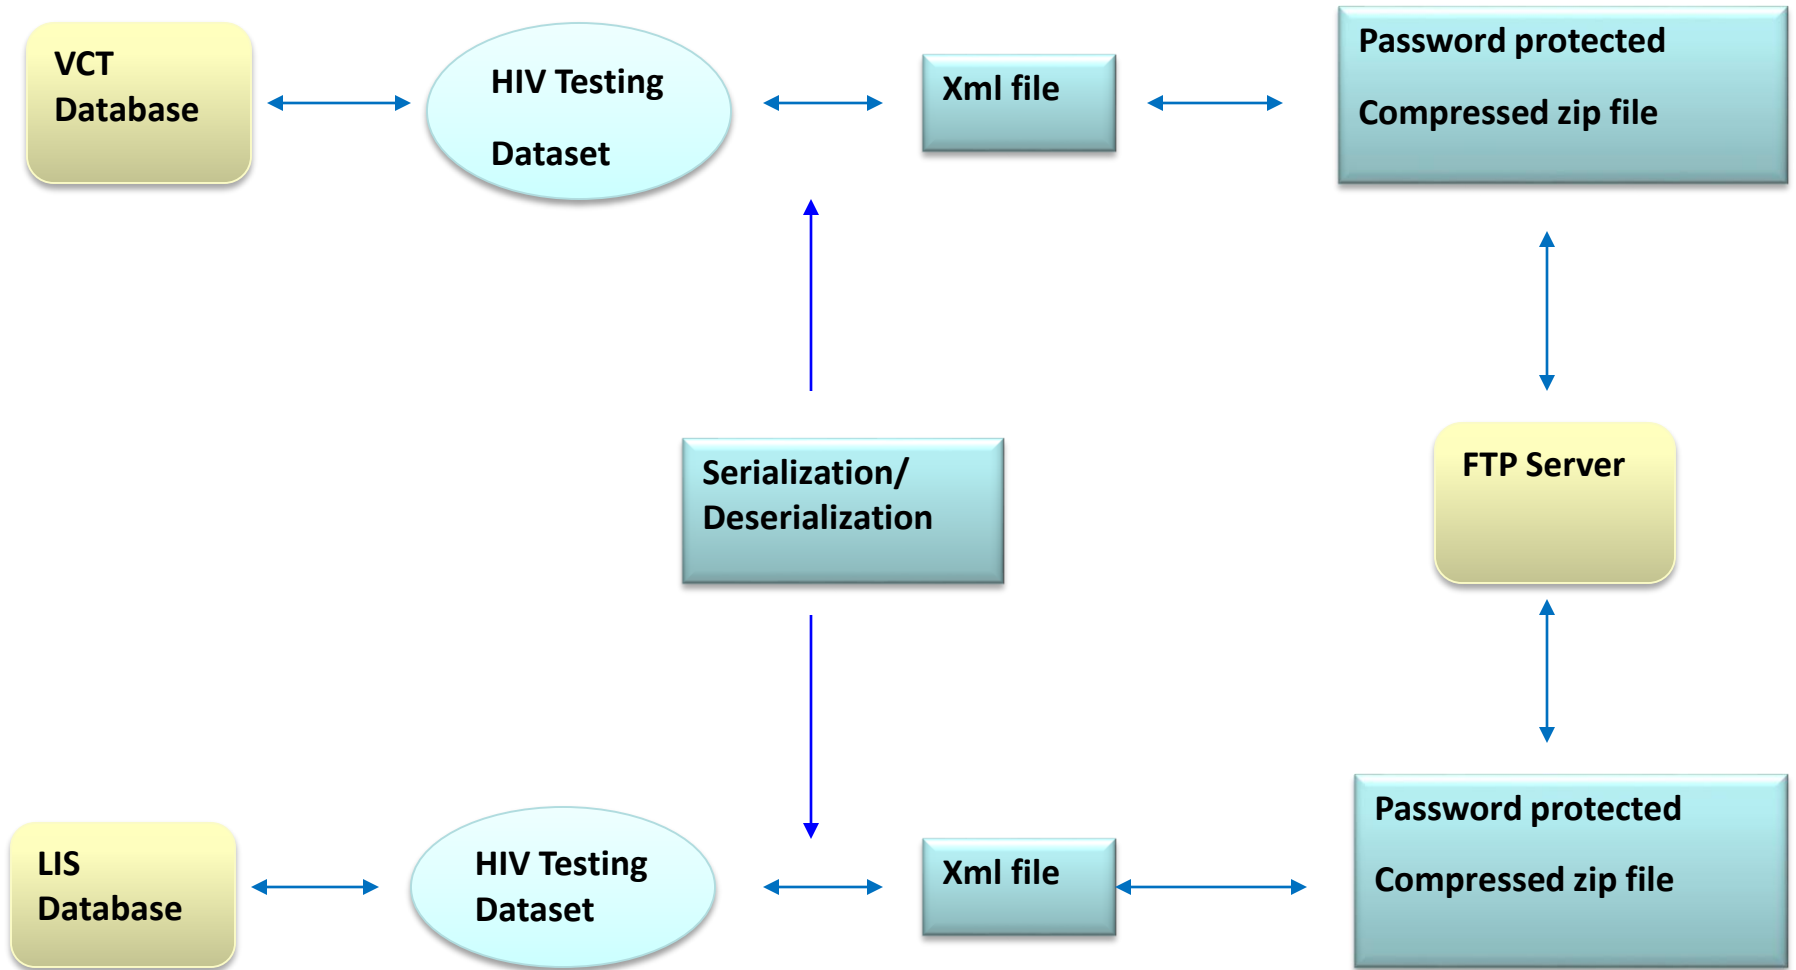 VCT
Database
HIV Testing
Dataset
Xml file
Password protected
Compressed zip file
Serialization/
Deserialization
FTP Server
LIS
Database
HIV Testing
Dataset
Xml file
Password protected
Compressed zip file